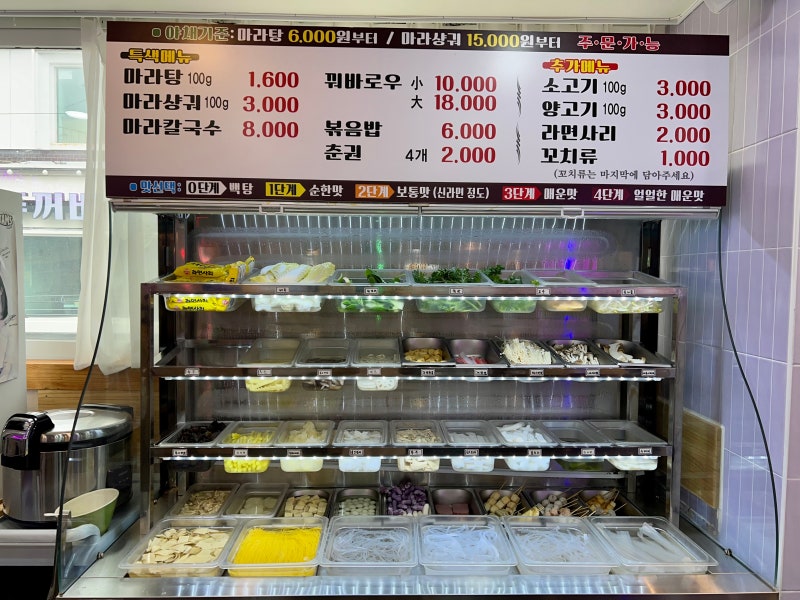 야채기준: 마라탕 6,000원부터 / 마라샹궈 15,000원부터 주·문·가·능
특색메뉴
마라탕 100g 1.600
마라샹궈 100g 3.000
마라칼국수 8.000
꿔바로우 小 10.000
大 18.000
볶음밥 6.000
춘권 4개 2.000
추가메뉴
소고기 100g 3.000
양고기 100g 3.000
라면사리 2.000
꼬치류 1.000
(꼬치류는 마지막에 담아주세요)
맛선택: 0단계 백탕 1단계 순한맛 2단계 보통맛 (신라면 정도) 3단계 매운맛 4단계 얼얼한 매운맛